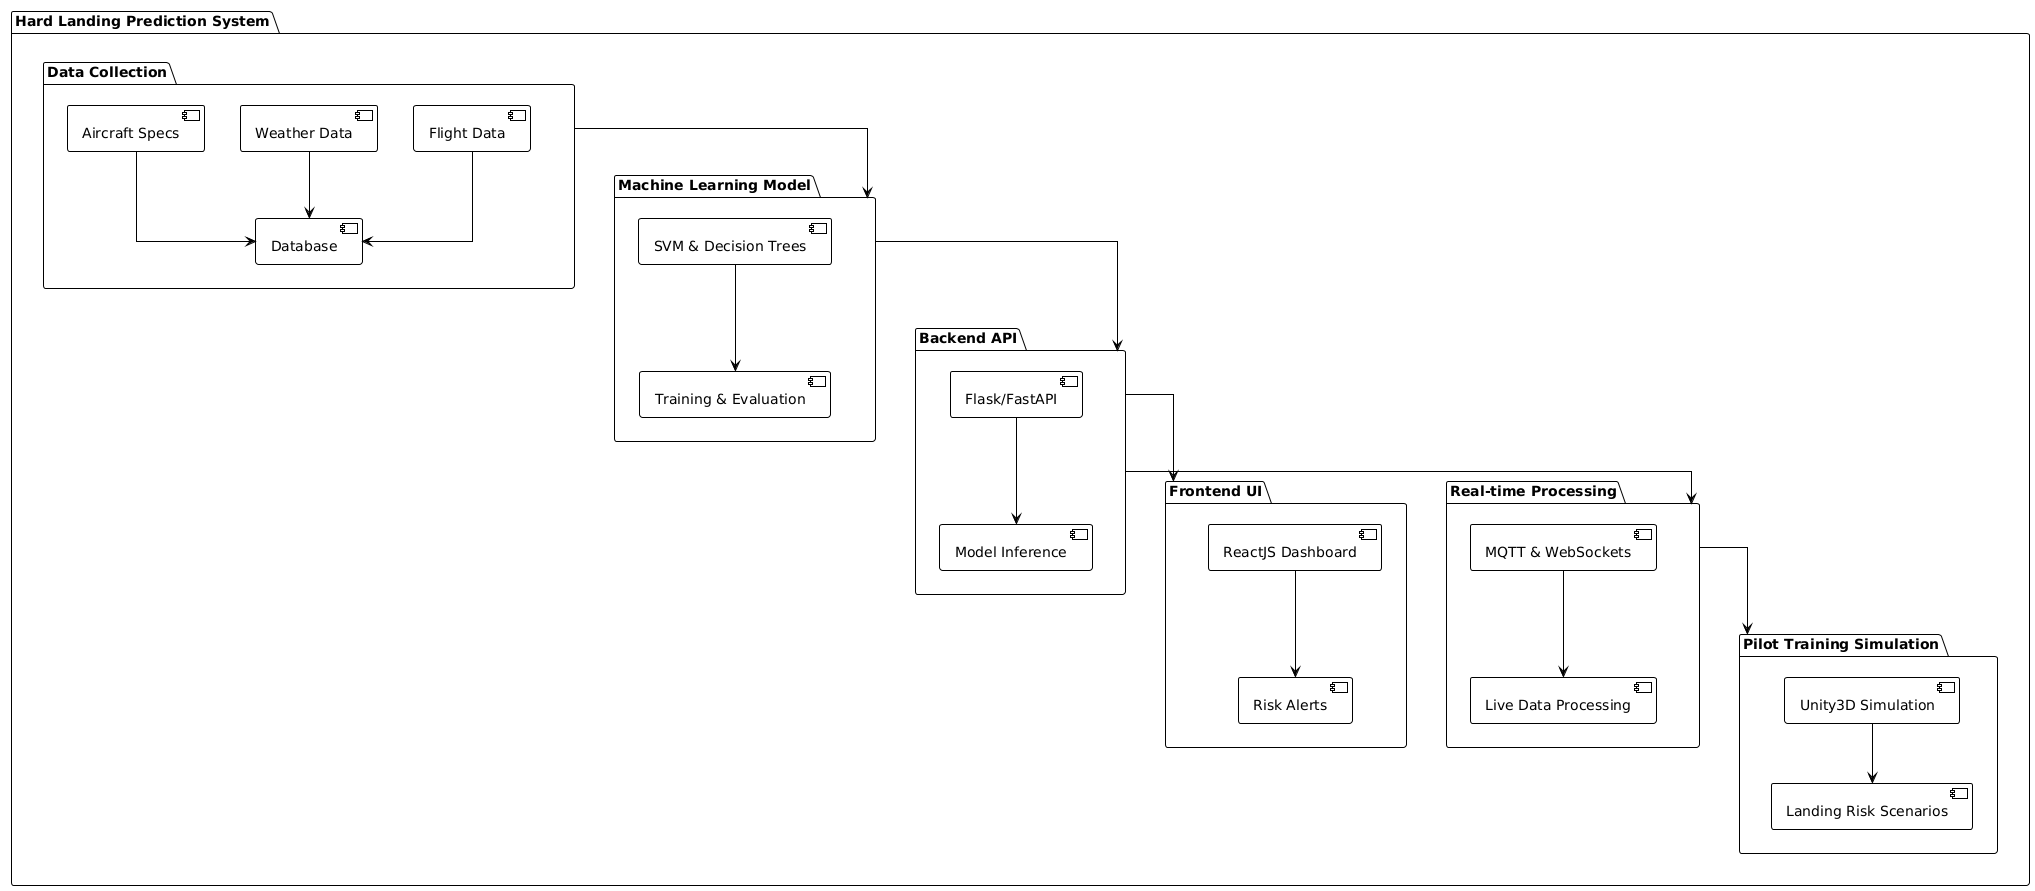 Hard Landing Prediction System
Data Collection
Aircraft Specs
Weather Data
Flight Data
Database
Machine Learning Model
SVM & Decision Trees
Training & Evaluation
Backend API
Flask/FastAPI
Model Inference
Frontend UI
ReactJS Dashboard
Risk Alerts
Real-time Processing
MQTT & WebSockets
Live Data Processing
Pilot Training Simulation
Unity3D Simulation
Landing Risk Scenarios